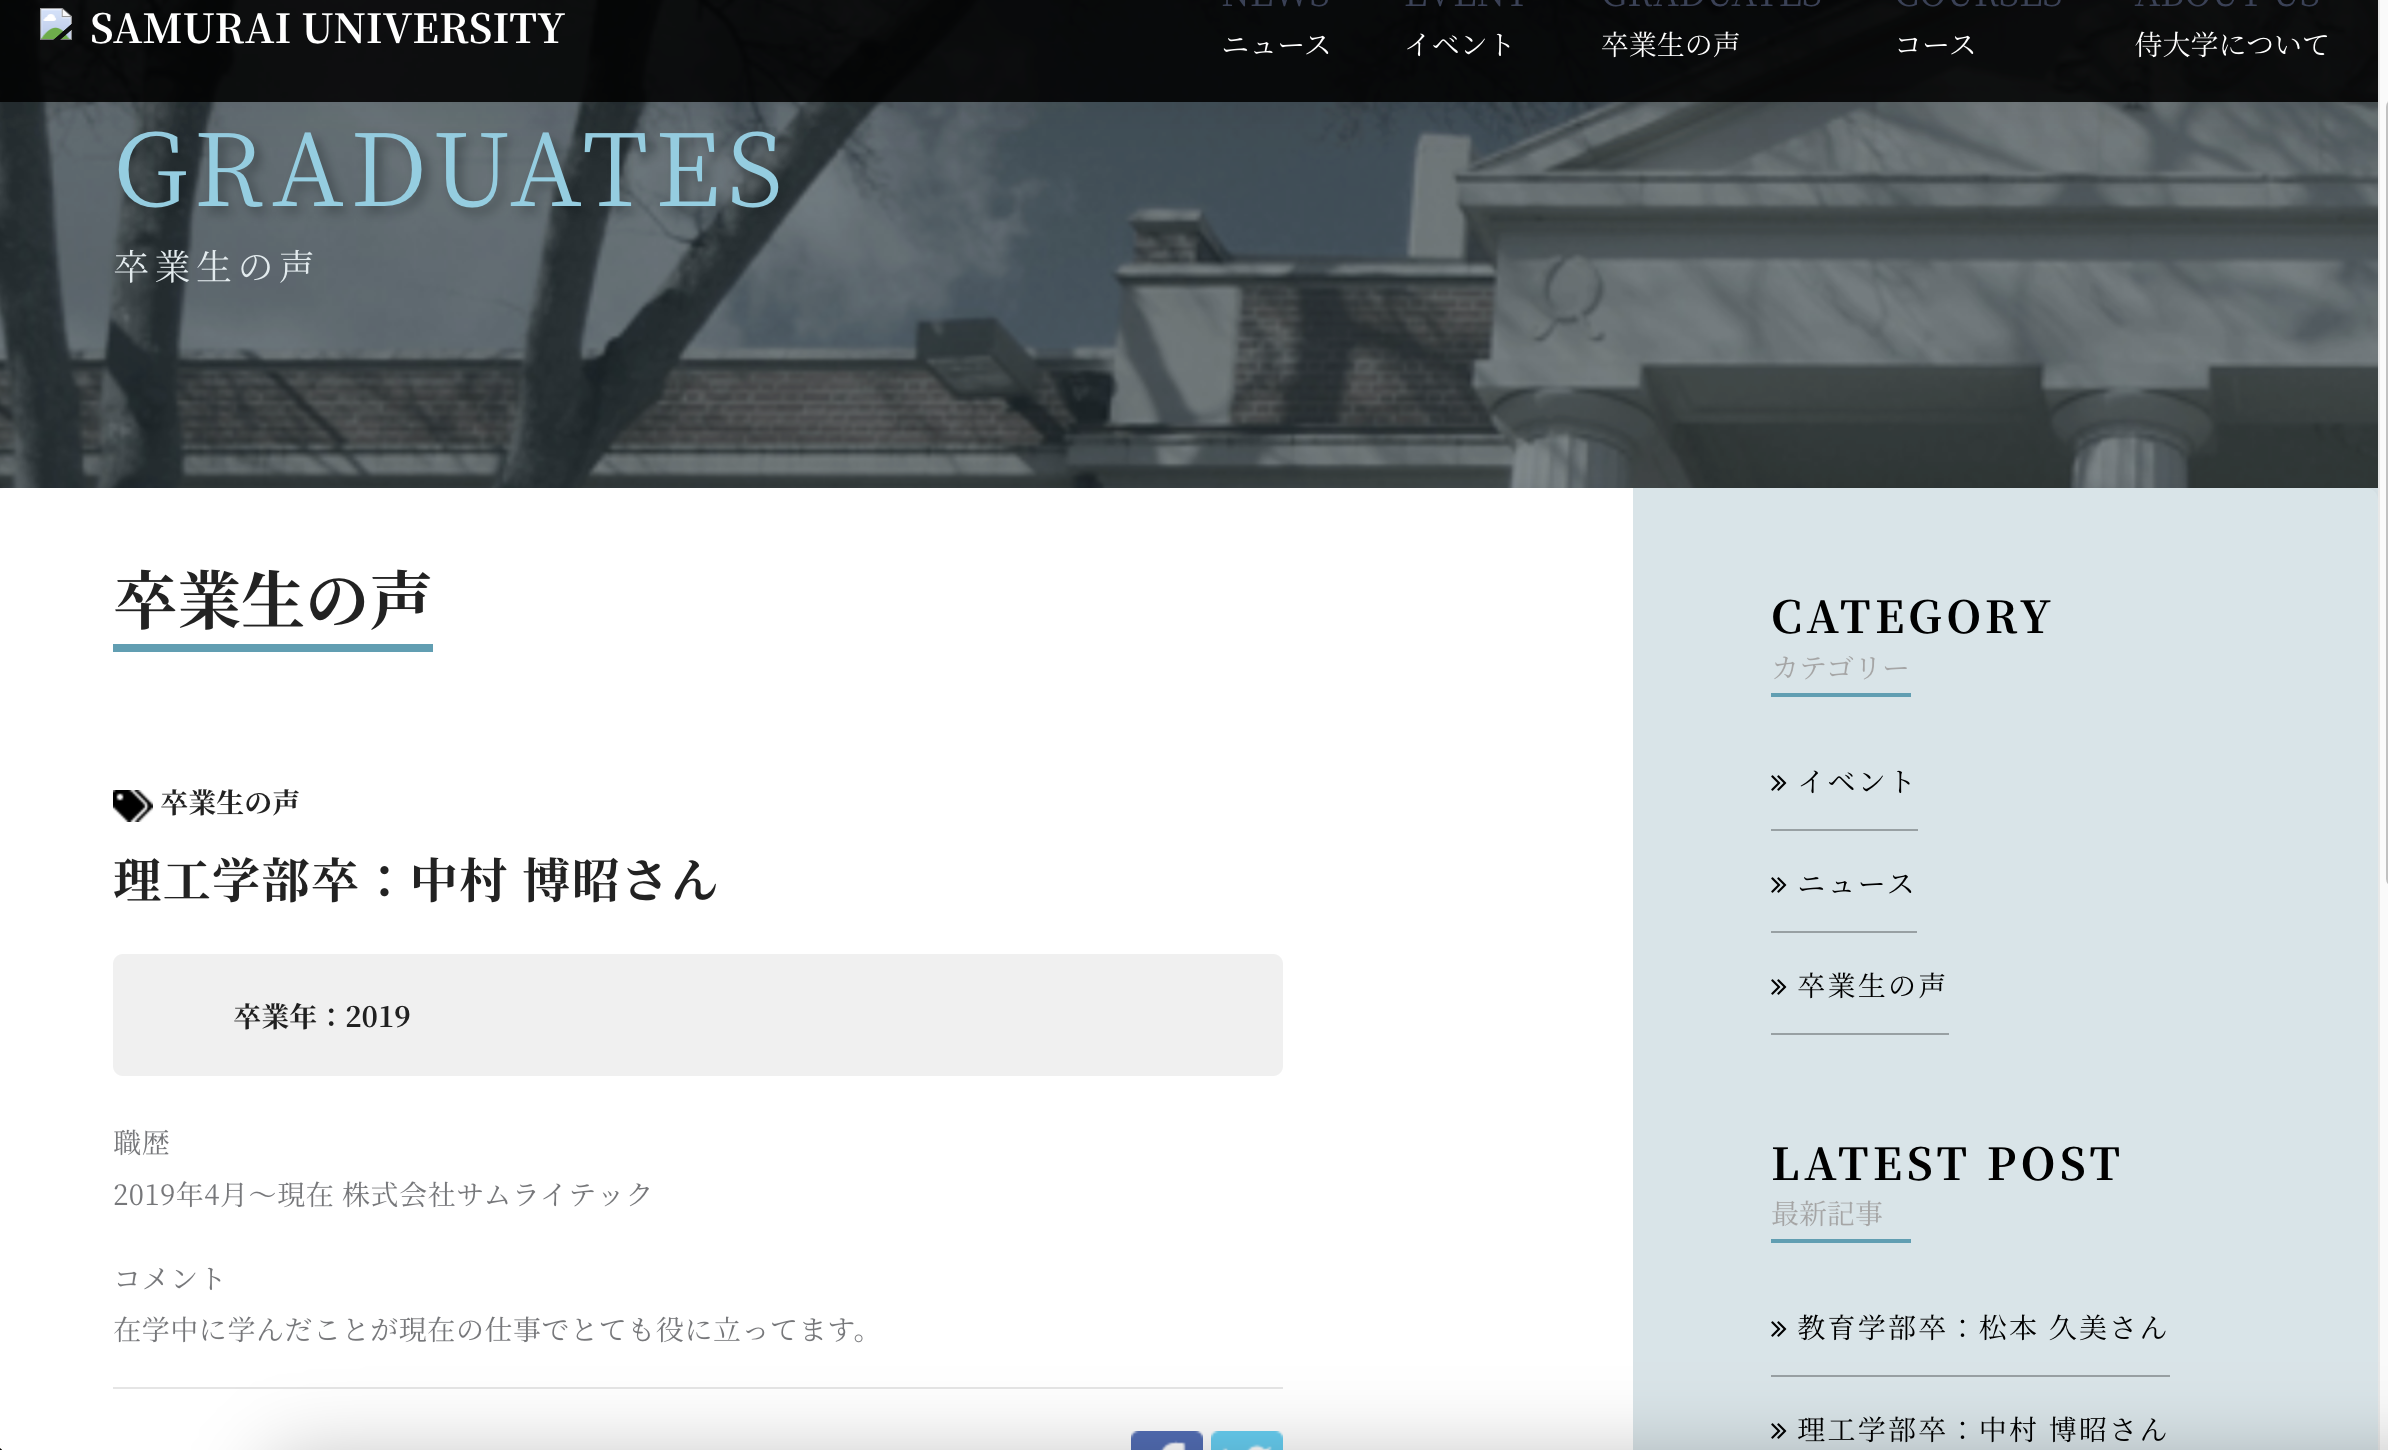 SAMURAI UNIVERSITY
NEWS EVENT GRADUATES COURSES ABOUT US
ニュース イベント 卒業生の声 コース 侍大学について
GRADUATES
卒業生の声
卒業生の声
卒業生の声
理工学部卒：中村 博昭さん
卒業年：2019
職歴
2019年4月〜現在 株式会社サムライテック
コメント
在学中に学んだことが現在の仕事でとても役に立ってます。
CATEGORY
カテゴリー
» イベント
» ニュース
» 卒業生の声
LATEST POST
最新記事
» 教育学部卒：松本 久美さん
» 理工学部卒：中村 博昭さん